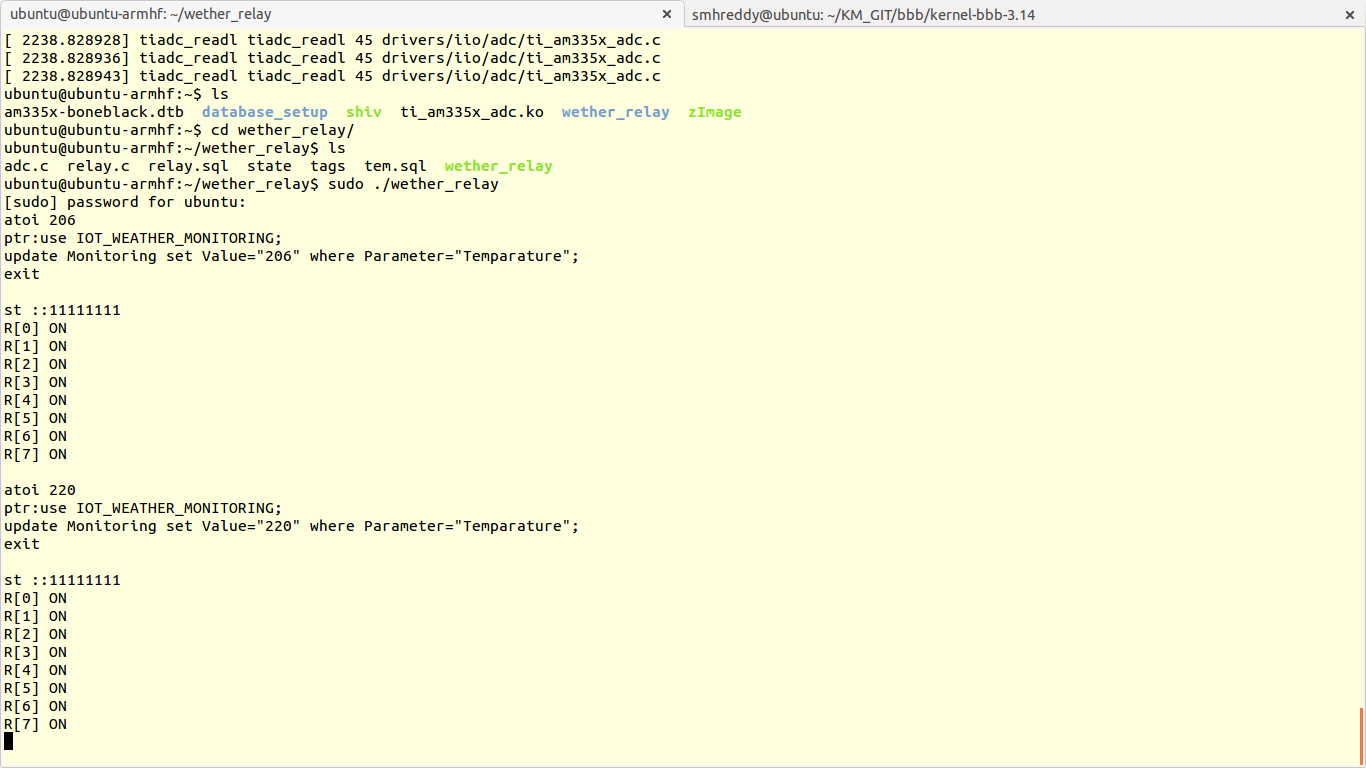 ubuntu@ubuntu-armhf: ~/wether_relay
smhreddy@ubuntu: ~/KM_GIT/bbb/kernel-bbb-3.14
[ 2238.828928] tiadc_readl tiadc_readl 45 drivers/iio/adc/ti_am335x_adc.c
[ 2238.828936] tiadc_readl tiadc_readl 45 drivers/iio/adc/ti_am335x_adc.c
[ 2238.828943] tiadc_readl tiadc_readl 45 drivers/iio/adc/ti_am335x_adc.c
ubuntu@ubuntu-armhf:~$ ls
am335x-boneblack.dtb  database_setup  shiv  ti_am335x_adc.ko  wether_relay  zImage
ubuntu@ubuntu-armhf:~$ cd wether_relay/
ubuntu@ubuntu-armhf:~/wether_relay$ ls
adc.c  relay.c  relay.sql  state  tags  tem.sql  wether_relay
ubuntu@ubuntu-armhf:~/wether_relay$ sudo ./wether_relay
[sudo] password for ubuntu:
atoi 206
ptr:use IOT_WEATHER_MONITORING;
update Monitoring set Value="206" where Parameter="Temparature";
exit
st ::11111111
R[0] ON
R[1] ON
R[2] ON
R[3] ON
R[4] ON
R[5] ON
R[6] ON
R[7] ON
atoi 220
ptr:use IOT_WEATHER_MONITORING;
update Monitoring set Value="220" where Parameter="Temparature";
exit
st ::11111111
R[0] ON
R[1] ON
R[2] ON
R[3] ON
R[4] ON
R[5] ON
R[6] ON
R[7] ON